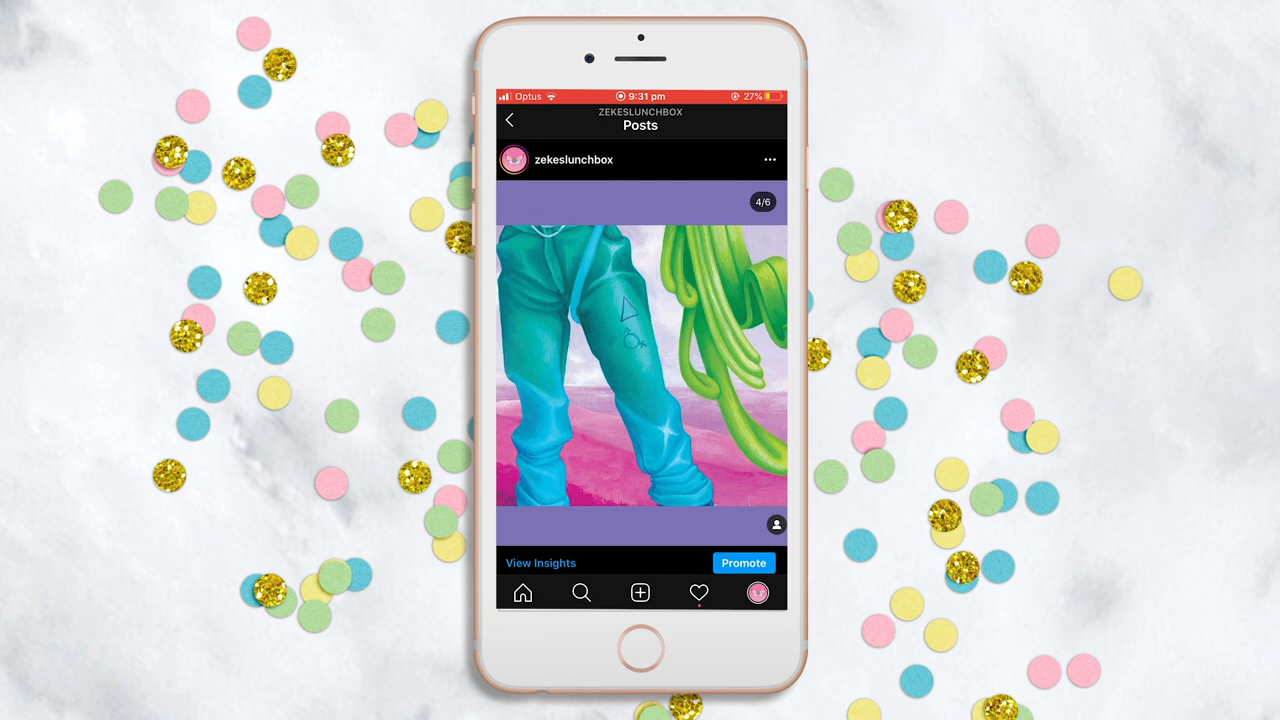 Optus 9:31 pm 27%
ZEKESLUNCHBOX
Posts
zekeslunchbox
4/6
View Insights Promote